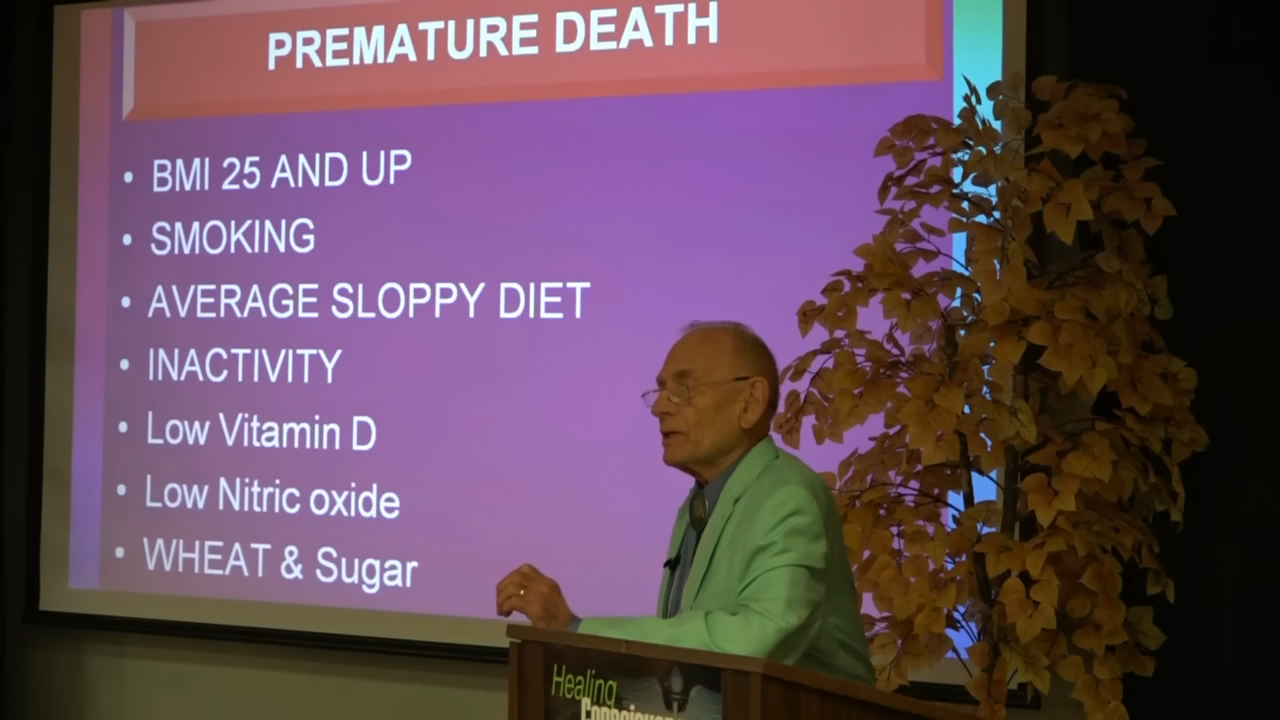 PREMATURE DEATH
• BMI 25 AND UP
• SMOKING
• AVERAGE SLOPPY DIET
• INACTIVITY
• Low Vitamin D
• Low Nitric oxide
• WHEAT & Sugar
Healing